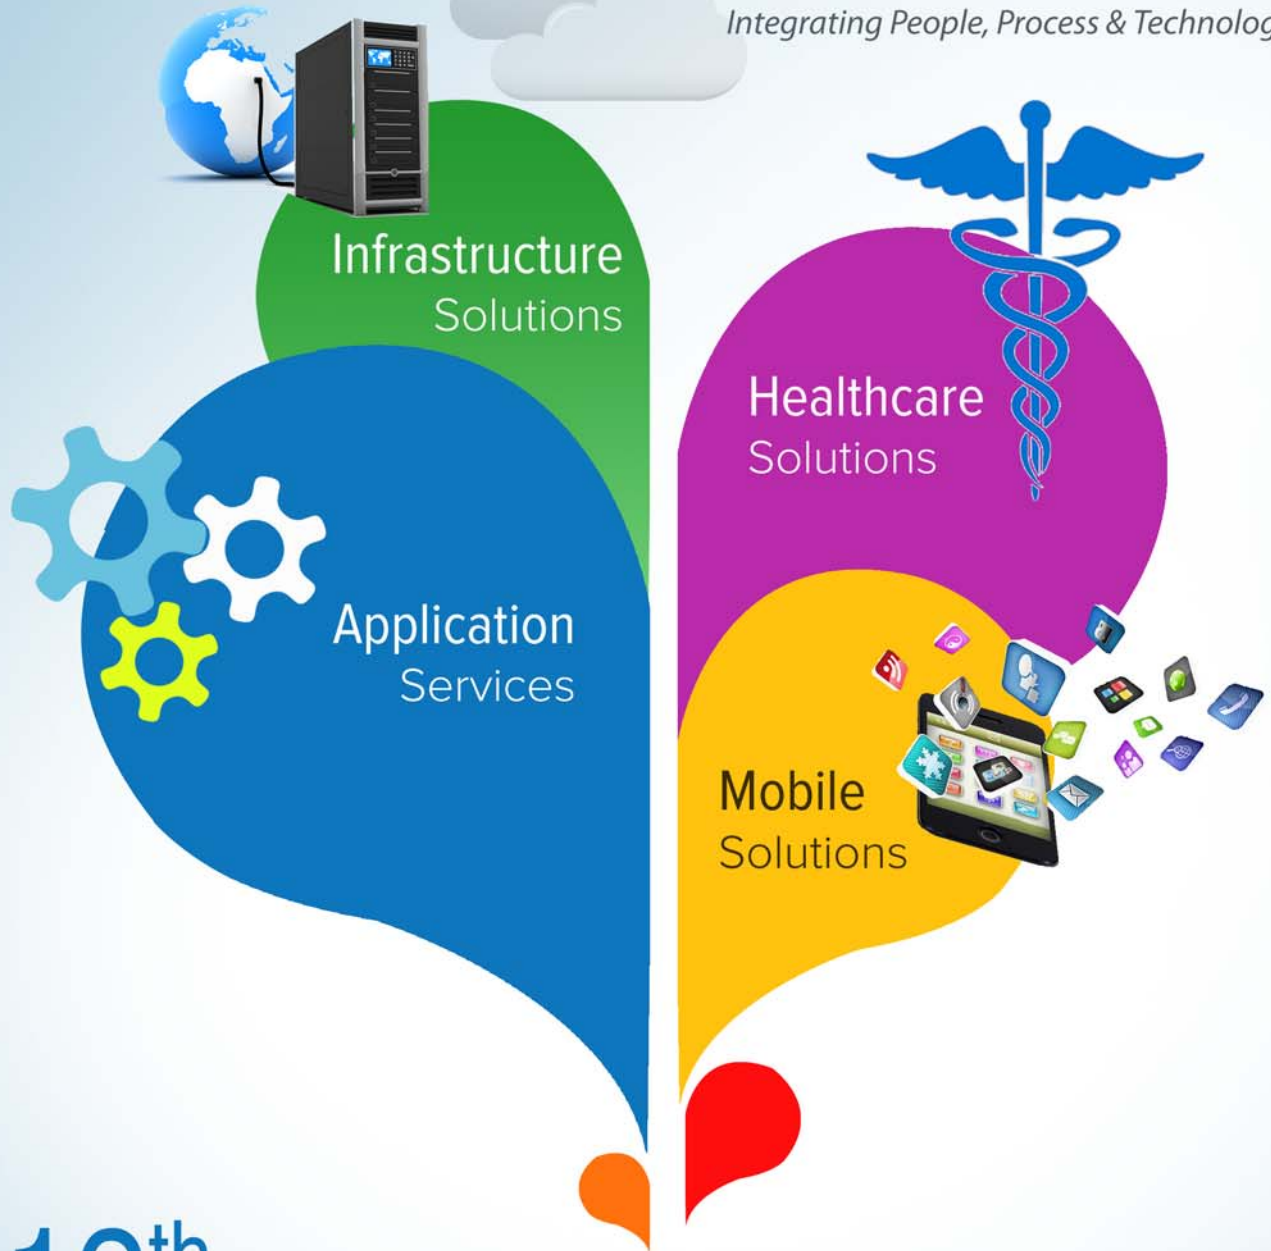 Integrating People, Process & Technolog
Infrastructure
Solutions
Healthcare
Solutions
Application
Services
Mobile
Solutions